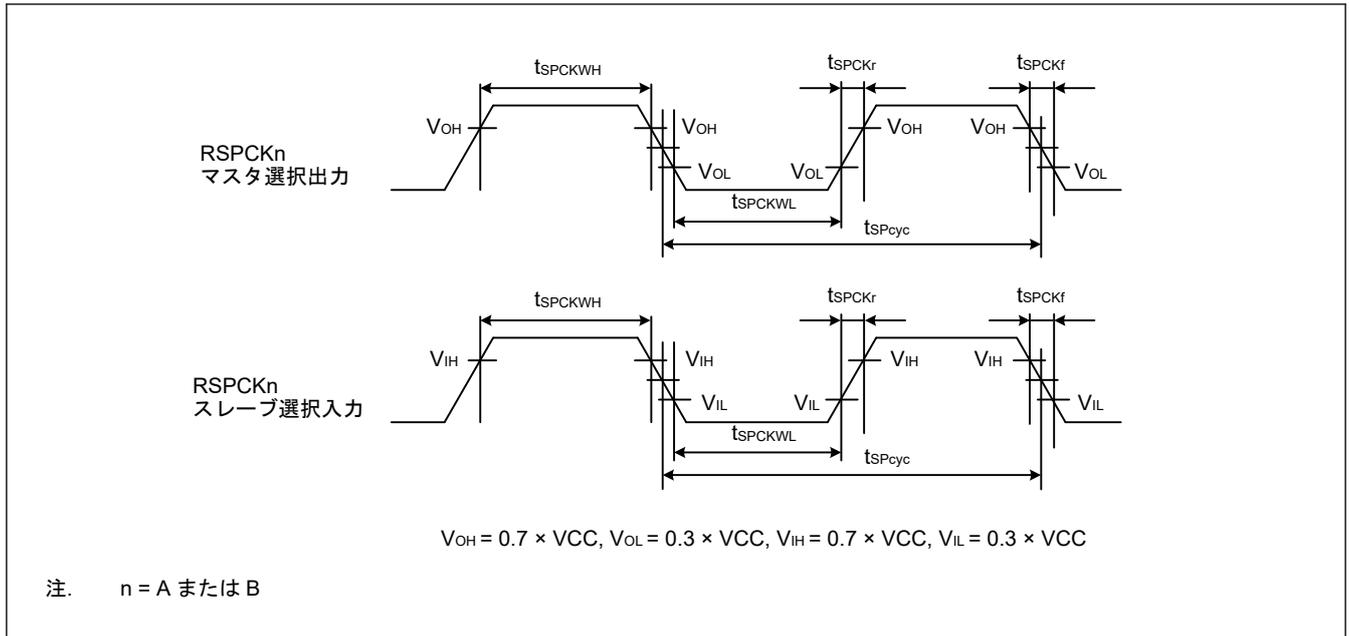 tSPCKWH
tSPCKr
tSPCKf
VOH
VOH
VOH
VOH
RSPCKn
マスタ選択出力
VOL
VOL
VOL
tSPCKWL
tSPcyc
tSPCKWH
tSPCKr
tSPCKf
VIH
VIH
VIH
VIH
RSPCKn
スレーブ選択入力
VIL
VIL
VIL
tSPCKWL
tSPcyc
VOH = 0.7 × VCC, VOL = 0.3 × VCC, VIH = 0.7 × VCC, VIL = 0.3 × VCC
注. n = A または B